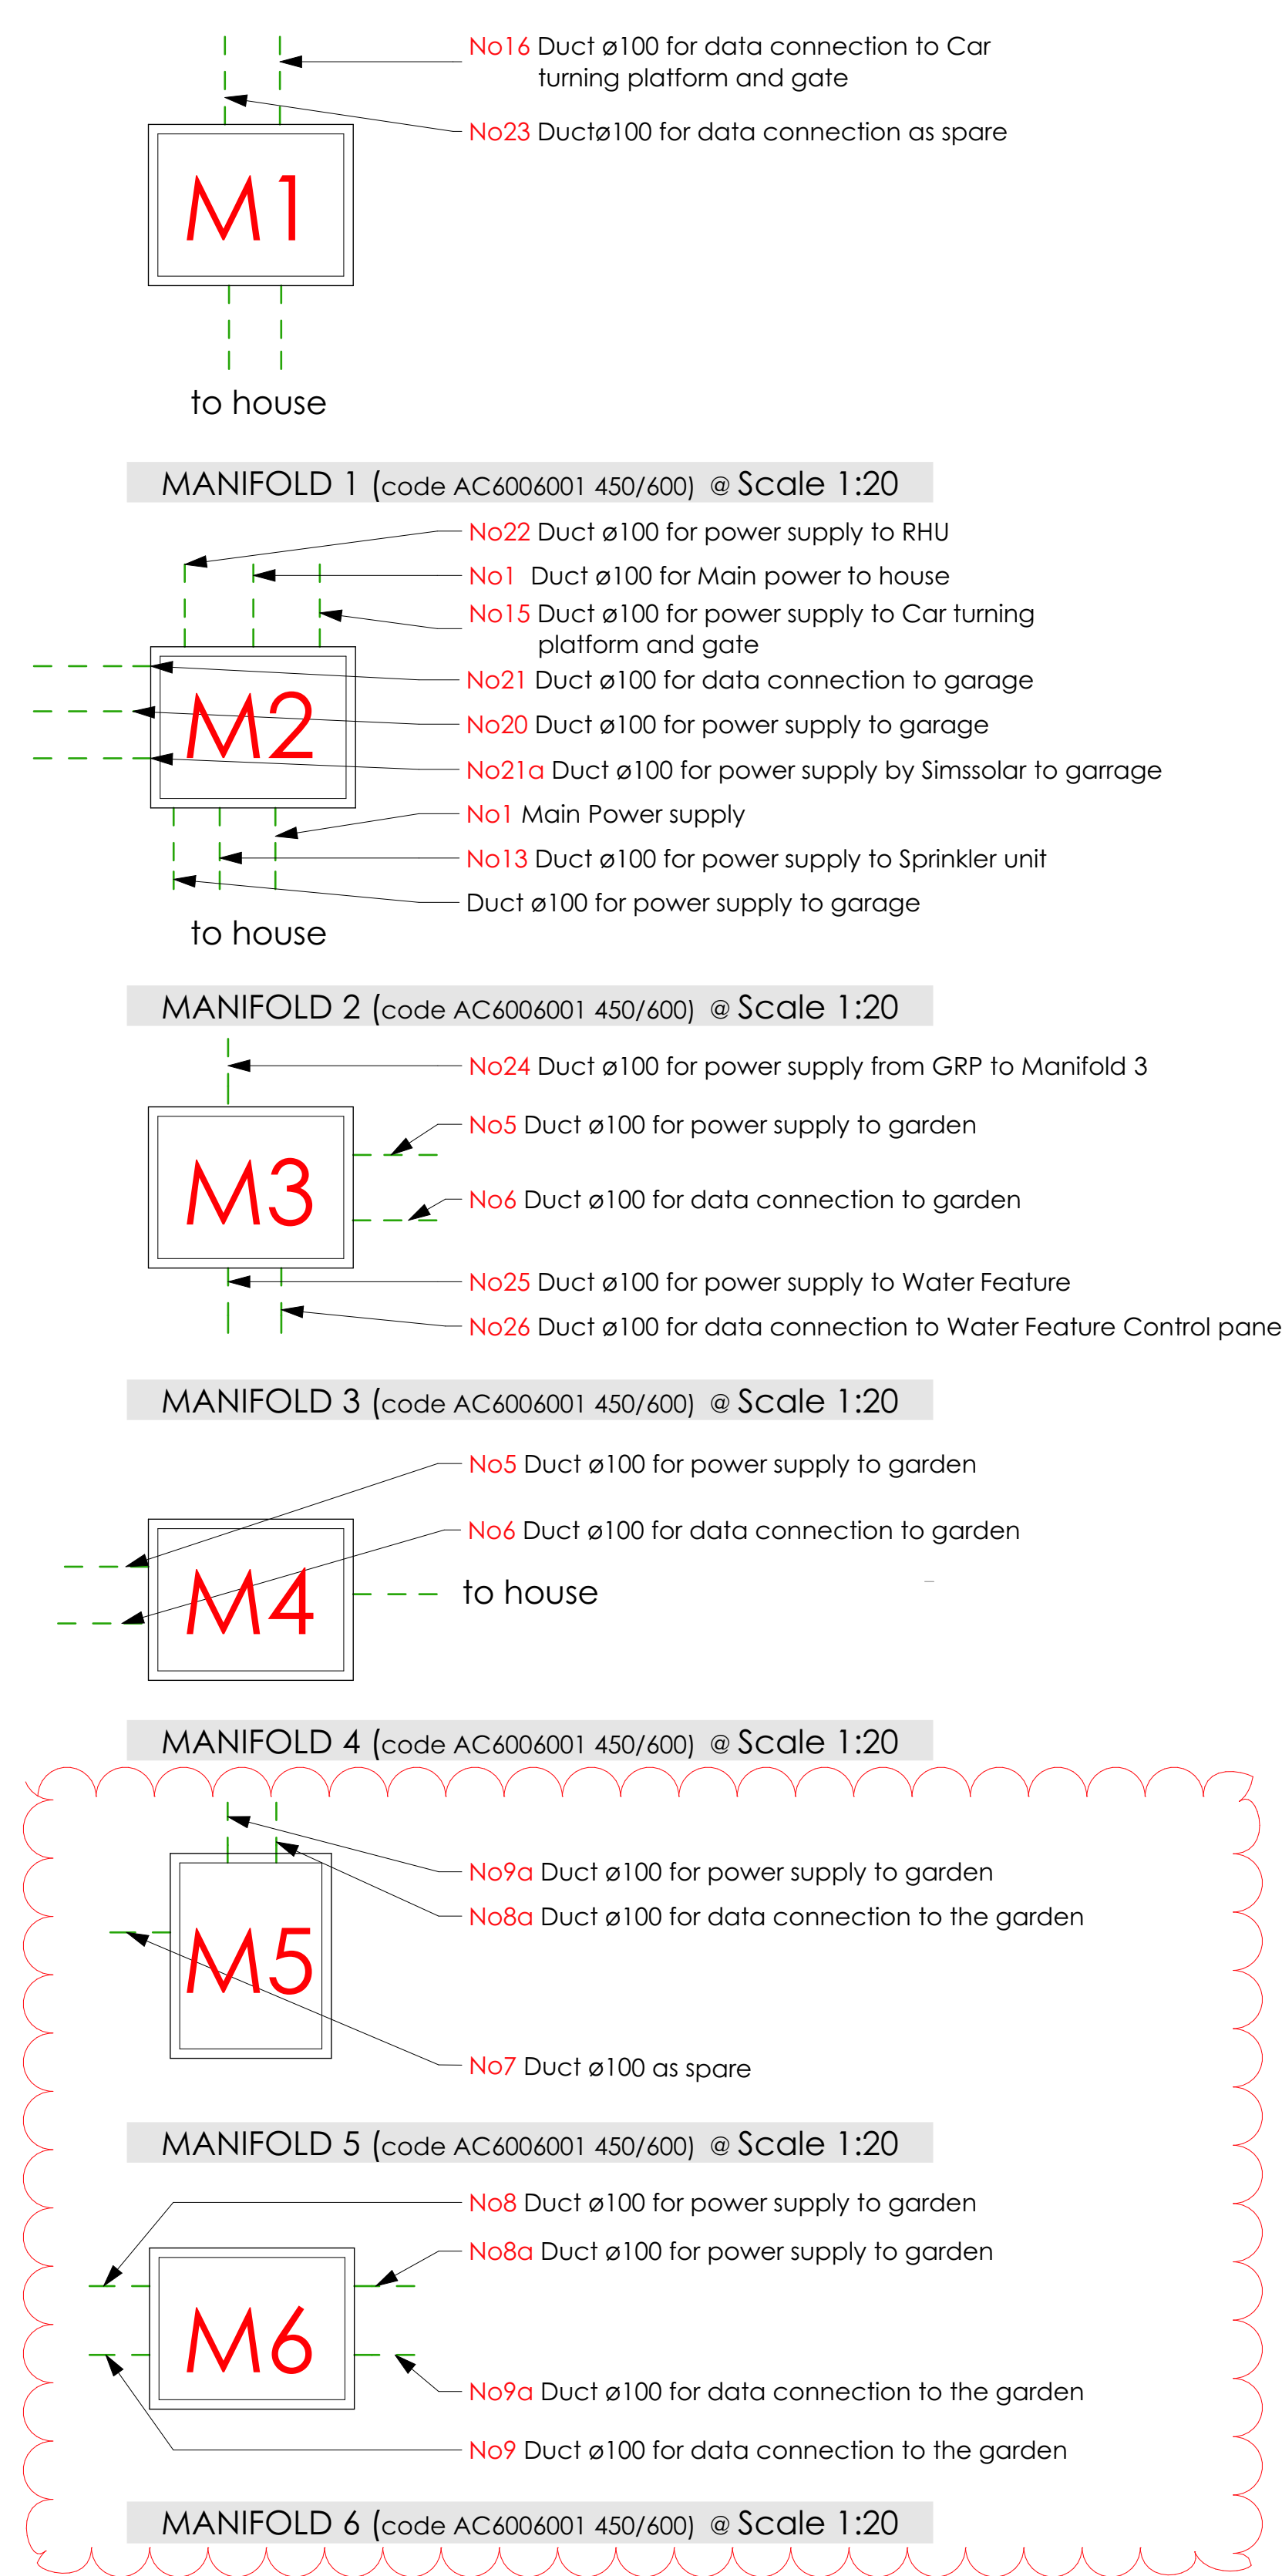 No16 Duct ø100 for data connection to Car
turning platform and gate
No23 Ductø100 for data connection as spare
M1
to house
MANIFOLD 1 (code AC6006001 450/600) @ Scale 1:20
No22 Duct ø100 for power supply to RHU
No1 Duct ø100 for Main power to house
No15 Duct ø100 for power supply to Car turning
platform and gate
No21 Duct ø100 for data connection to garage
M2
No20 Duct ø100 for power supply to garage
No21a Duct ø100 for power supply by Simssolar to garrage
No1 Main Power supply
No13 Duct ø100 for power supply to Sprinkler unit
Duct ø100 for power supply to garage
to house
MANIFOLD 2 (code AC6006001 450/600) @ Scale 1:20
No24 Duct ø100 for power supply from GRP to Manifold 3
No5 Duct ø100 for power supply to garden
M3
No6 Duct ø100 for data connection to garden
No25 Duct ø100 for power supply to Water Feature
No26 Duct ø100 for data connection to Water Feature Control pane
MANIFOLD 3 (code AC6006001 450/600) @ Scale 1:20
No5 Duct ø100 for power supply to garden
No6 Duct ø100 for data connection to garden
M4
to house
MANIFOLD 4 (code AC6006001 450/600) @ Scale 1:20
No9a Duct ø100 for power supply to garden
No8a Duct ø100 for data connection to the garden
M5
No7 Duct ø100 as spare
MANIFOLD 5 (code AC6006001 450/600) @ Scale 1:20
No8 Duct ø100 for power supply to garden
No8a Duct ø100 for power supply to garden
M6
No9a Duct ø100 for data connection to the garden
No9 Duct ø100 for data connection to the garden
MANIFOLD 6 (code AC6006001 450/600) @ Scale 1:20